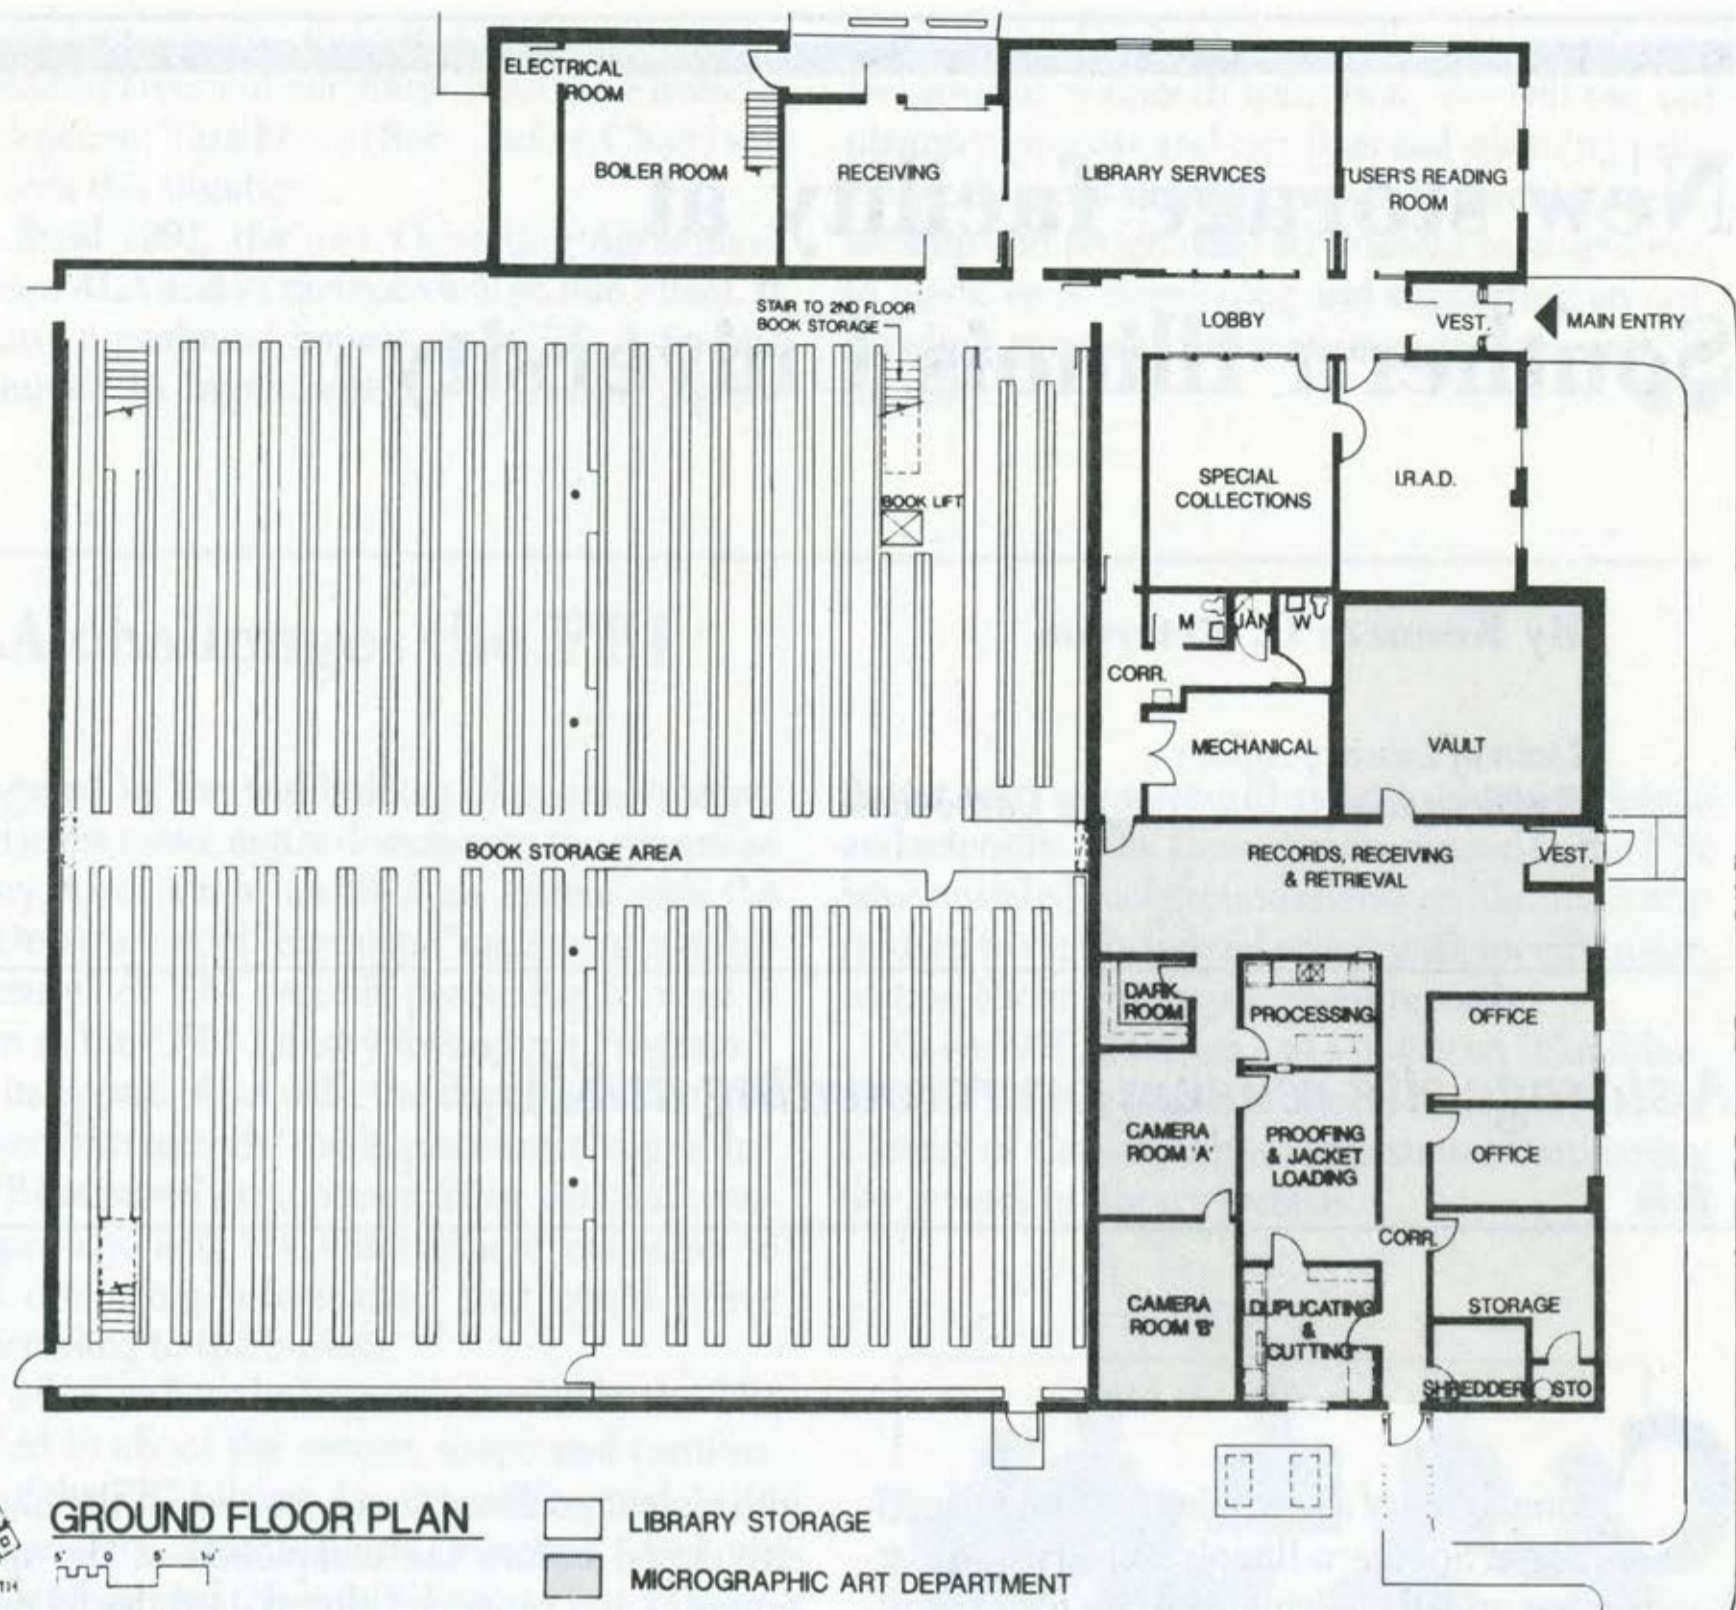 ELECTRICAL
ROOM
BOILER ROOM
RECEIVING
LIBRARY SERVICES
'USER'S READING
ROOM
STAIR TO 2ND FLOOR
BOOK STORAGE
LOBBY
VEST.
MAIN ENTRY
SPECIAL
COLLECTIONS
I.R.A.D.
BOOK LIFT
M
JAN
W
CORR.
MECHANICAL
VAULT
BOOK STORAGE AREA
RECORDS, RECEIVING
& RETRIEVAL
VEST.
DARK
ROOM
PROCESSING
OFFICE
CAMERA
ROOM 'A'
PROOFING
& JACKET
LOADING
OFFICE
CORR.
CAMERA
ROOM 'B'
DUPLICATING
&
CUTTING
STORAGE
SHREDDER
STO
GROUND FLOOR PLAN
LIBRARY STORAGE
MICROGRAPHIC ART DEPARTMENT